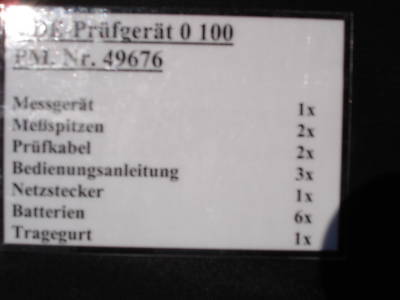 VDE-Prüfgerät 0 100
PM. Nr. 49676
Messgerät 1x
Meßspitzen 2x
Prüfkabel 2x
Bedienungsanleitung 3x
Netzstecker 1x
Batterien 6x
Tragegurt 1x